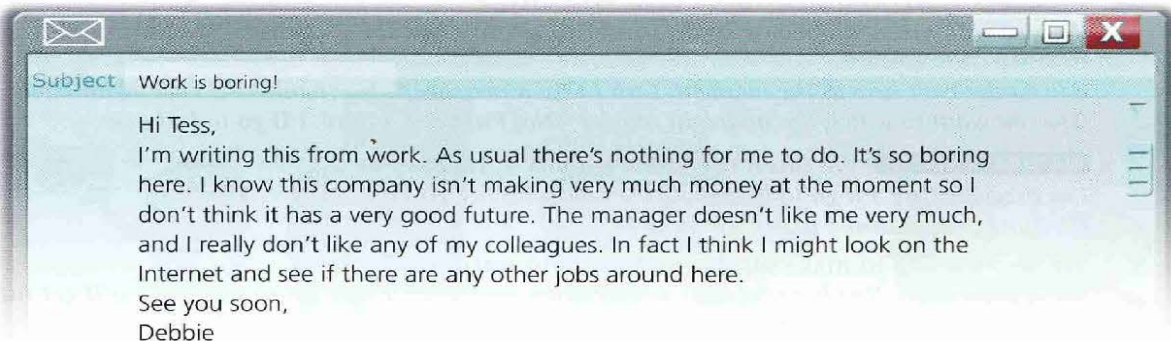 Subject Work is boring!
Hi Tess,
I'm writing this from work. As usual there's nothing for me to do. It's so boring
here. I know this company isn't making very much money at the moment so I
don't think it has a very good future. The manager doesn't like me very much,
and I really don't like any of my colleagues. In fact I think I might look on the
Internet and see if there are any other jobs around here.
See you soon,
Debbie